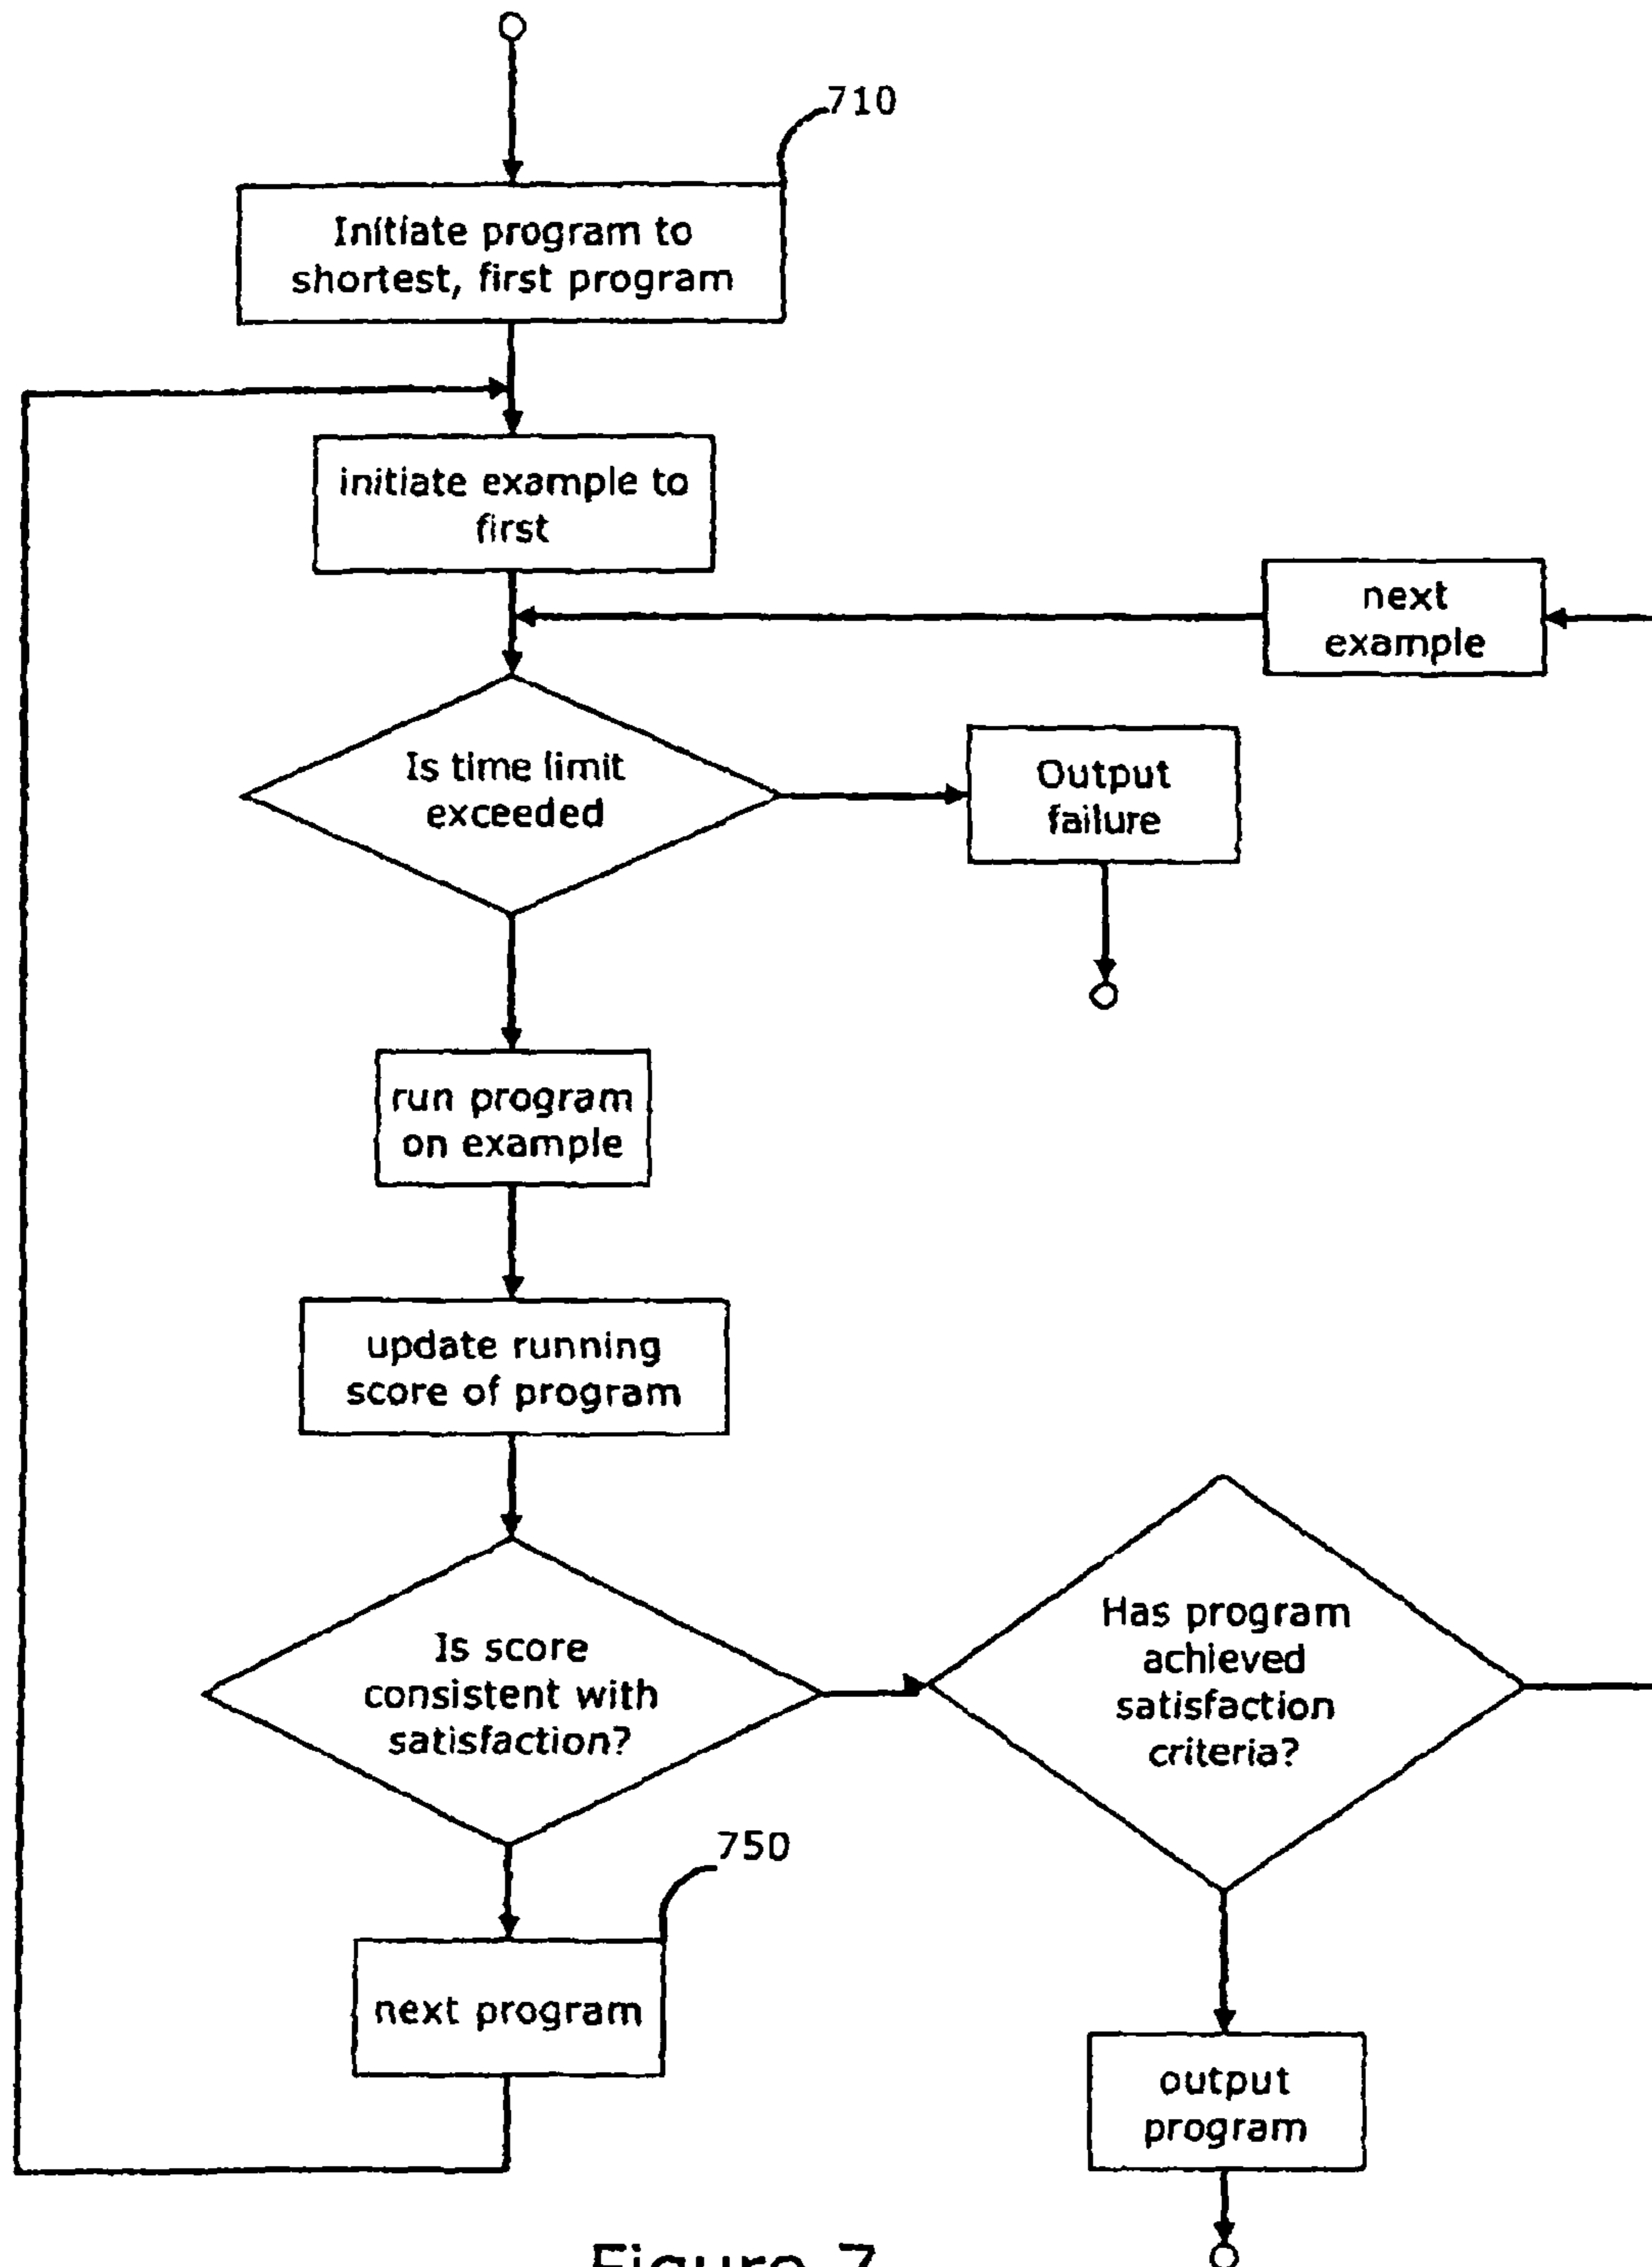 710
Initiate program to
shortest, first program
initiate example to
first
next
example
Is time limit
exceeded
Output
failure
run program
on example
update running
score of program
Is score
consistent with
satisfaction?
Has program
achieved
satisfaction
criteria?
750
next program
output
program
Figure 7